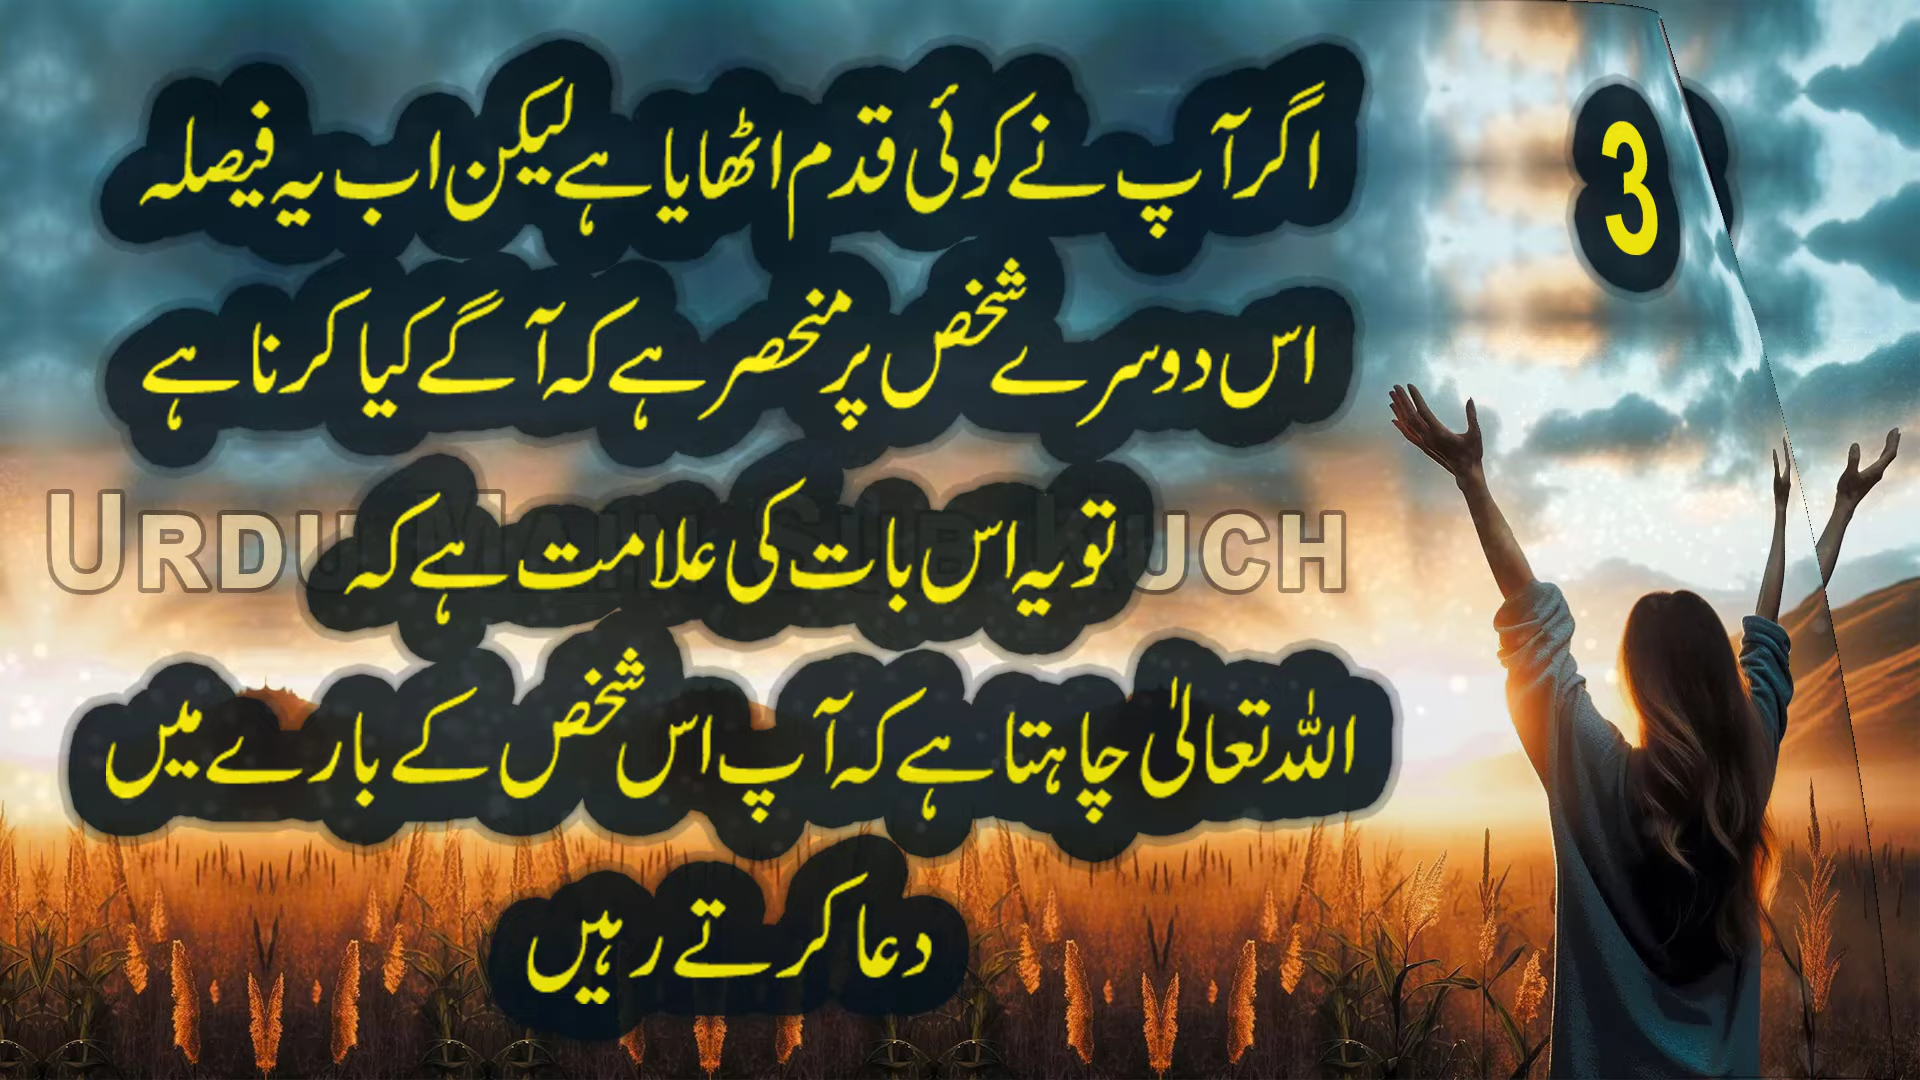 3
اگر آپ نے کوئی قدم اٹھایا ہے لیکن اب یہ فیصلہ
اس دوسرے شخص پر منحصر ہے کہ آگے کیا کرنا ہے
تو یہ اس بات کی علامت ہے کہ
اللہ تعالیٰ چاہتا ہے کہ آپ اس شخص کے بارے میں
دعا کرتے رہیں
Urdu Main Sub Kuch